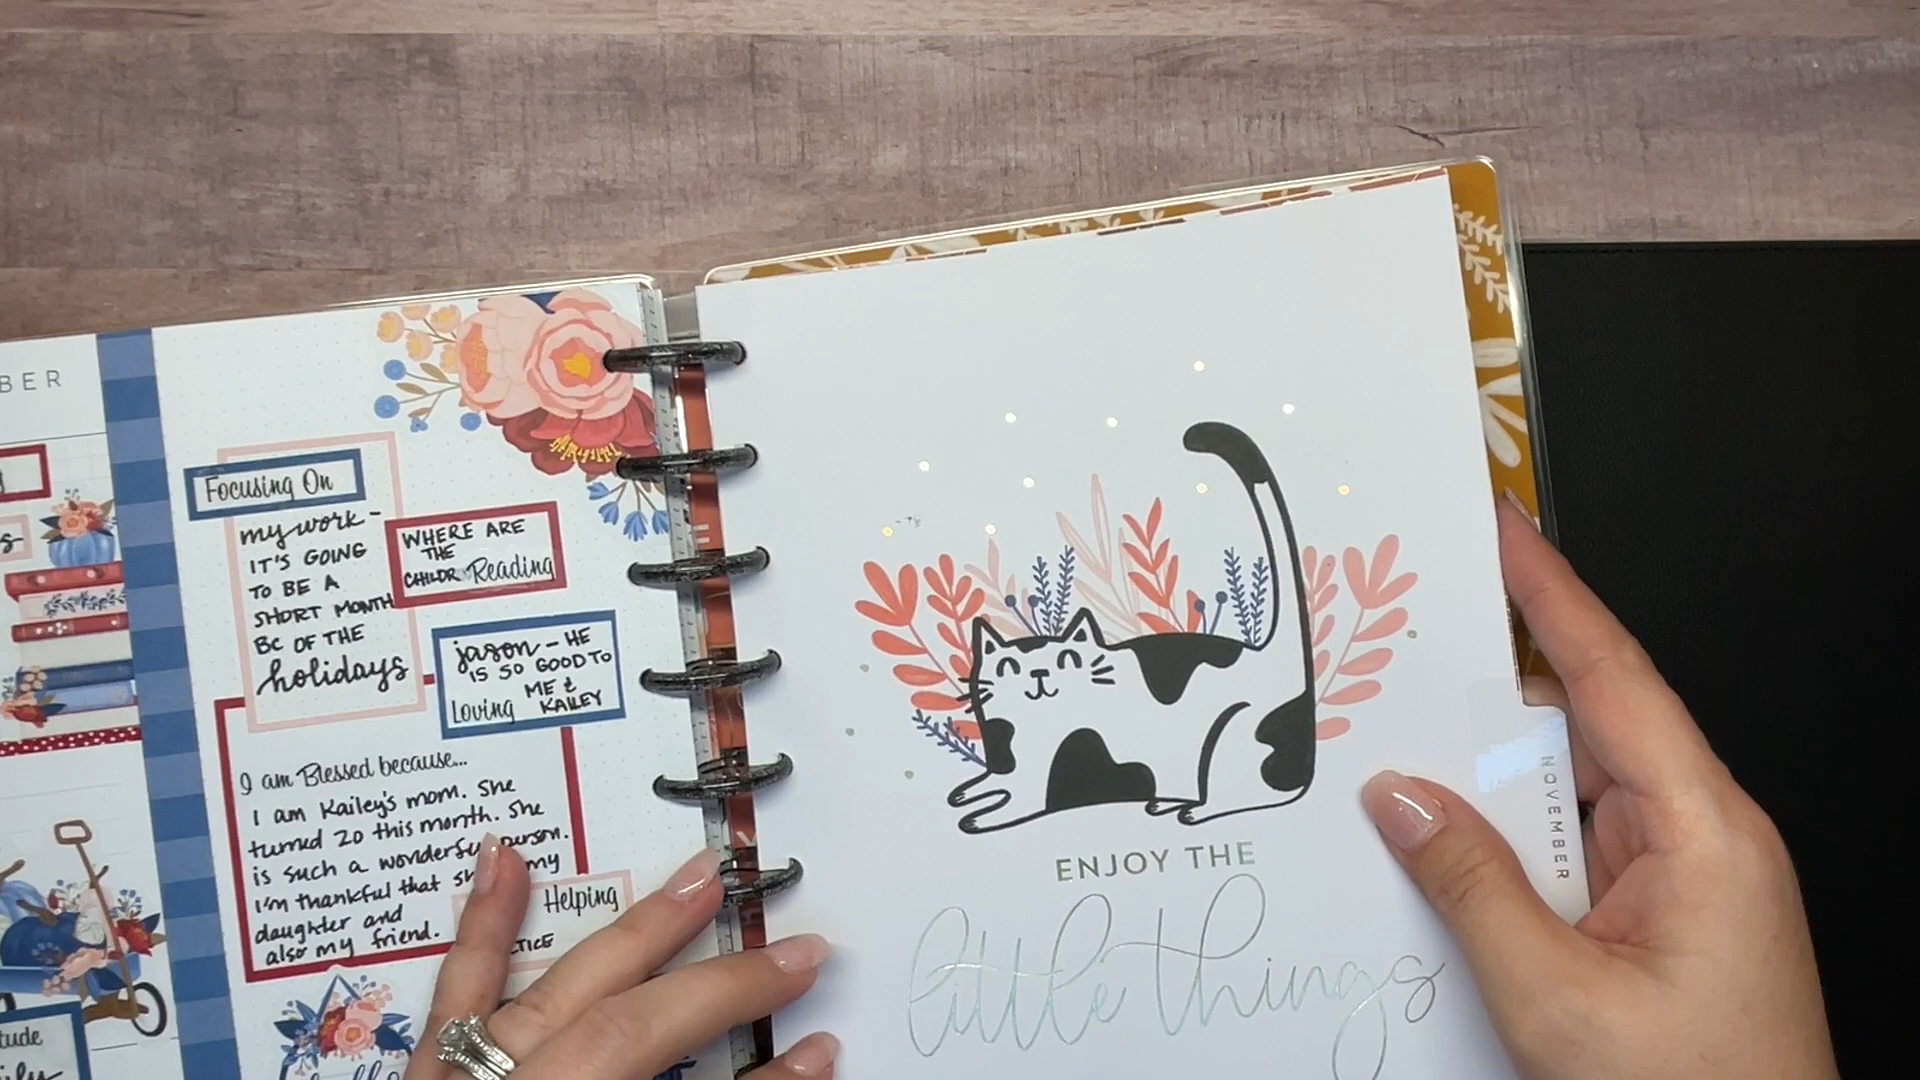 BER
Focusing On
my work -
IT'S GOING
TO BE A
SHORT MONTH
BC OF THE
holidays
WHERE ARE
THE
CHILDR Reading
jason - HE
IS SO GOOD TO
ME &
Loving KAILEY
I am Blessed because...
I am Kailey's mom. She
turned 20 this month. She
is such a wonderful person.
I'm thankful that my
daughter and
also my friend.
Helping
ENJOY THE
little things
NOVEMBER